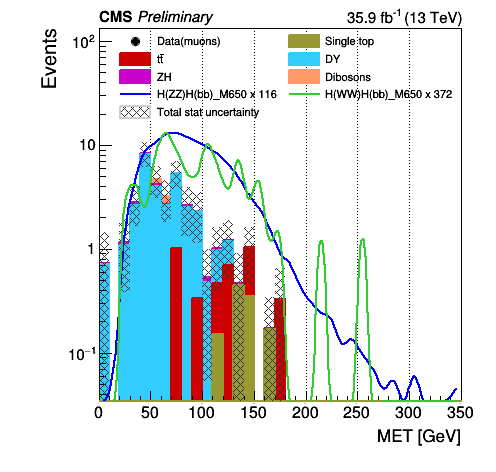 CMS Preliminary 35.9 fb⁻¹ (13 TeV)
Data(muons) Single top
tt̄ DY
ZH Dibosons
H(ZZ)H(bb)_M650 x 116 H(WW)H(bb)_M650 x 372
Total stat uncertainty
Events
10²
10
1
10⁻¹
0 50 100 150 200 250 300 350
MET [GeV]